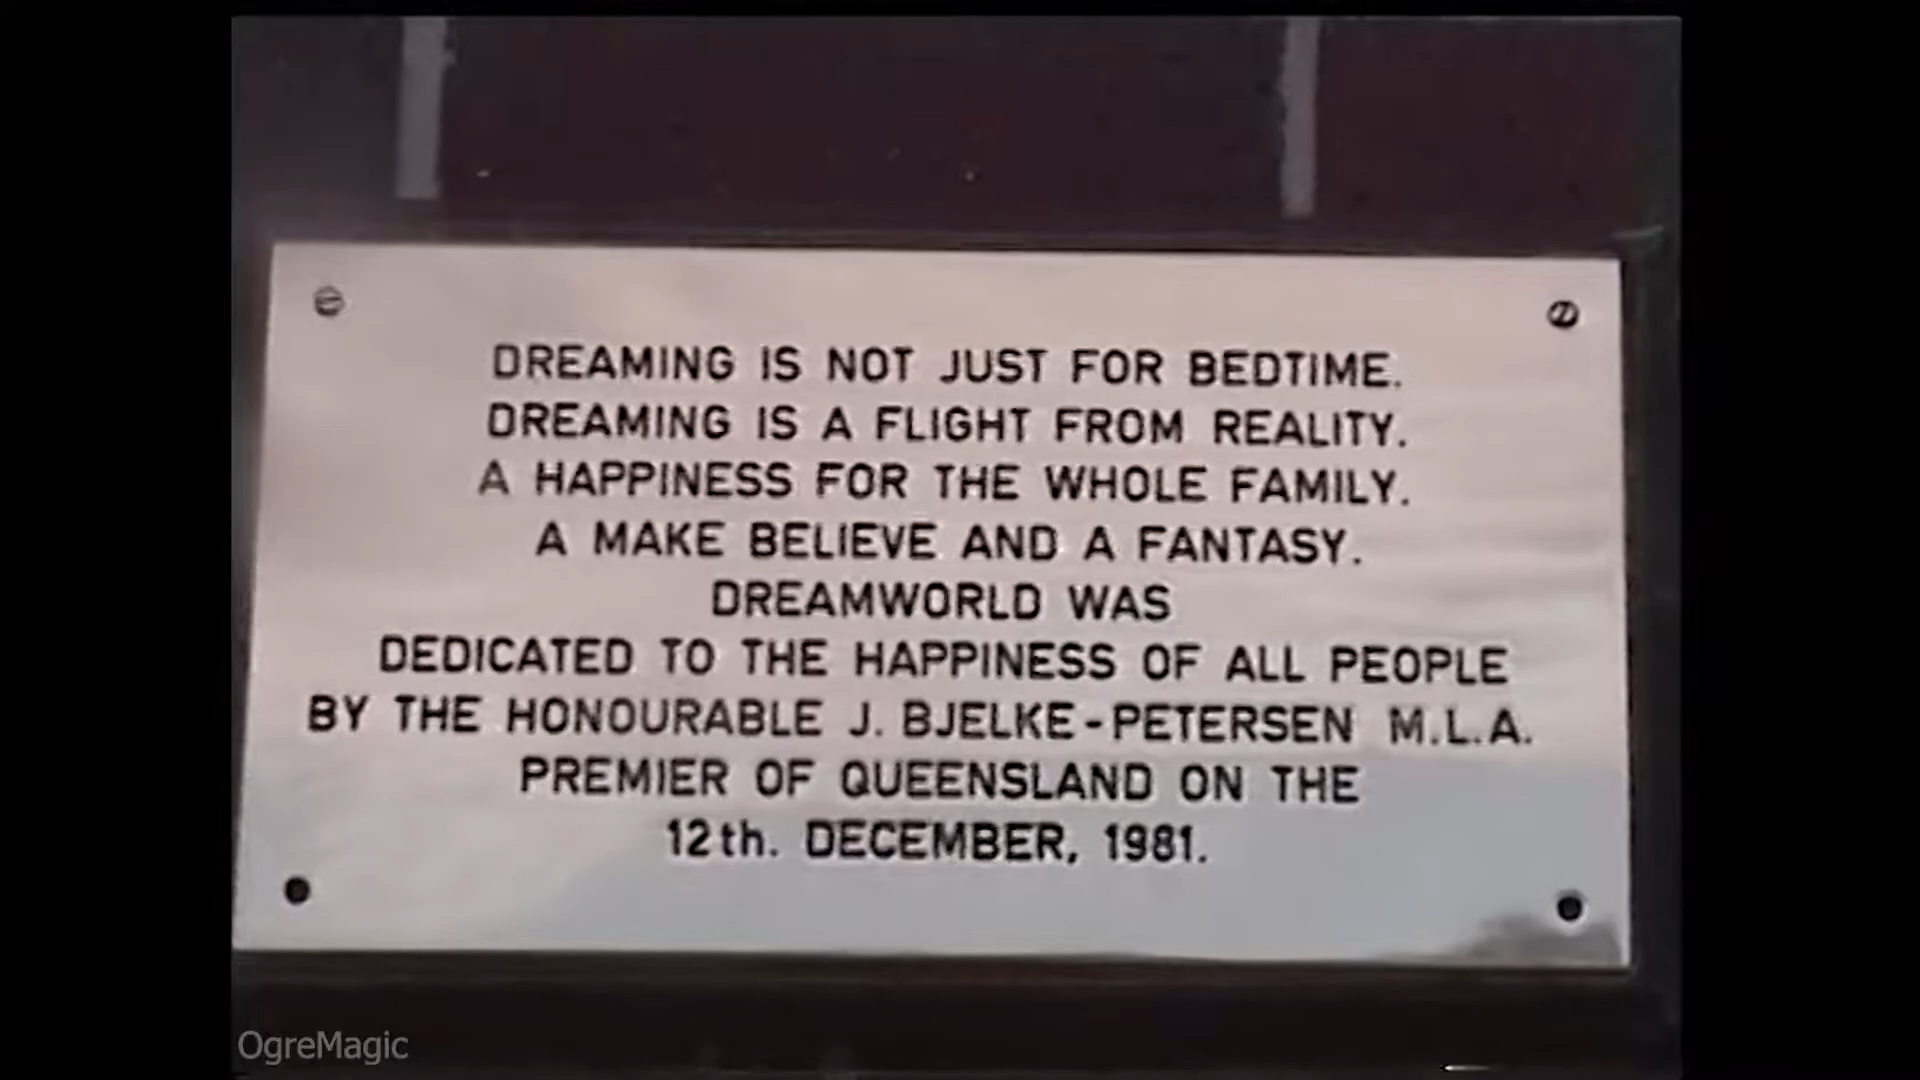 DREAMING IS NOT JUST FOR BEDTIME.
DREAMING IS A FLIGHT FROM REALITY.
A HAPPINESS FOR THE WHOLE FAMILY.
A MAKE BELIEVE AND A FANTASY.
DREAMWORLD WAS
DEDICATED TO THE HAPPINESS OF ALL PEOPLE
BY THE HONOURABLE J. BJELKE-PETERSEN M.L.A.
PREMIER OF QUEENSLAND ON THE
12th. DECEMBER, 1981.
OgreMagic